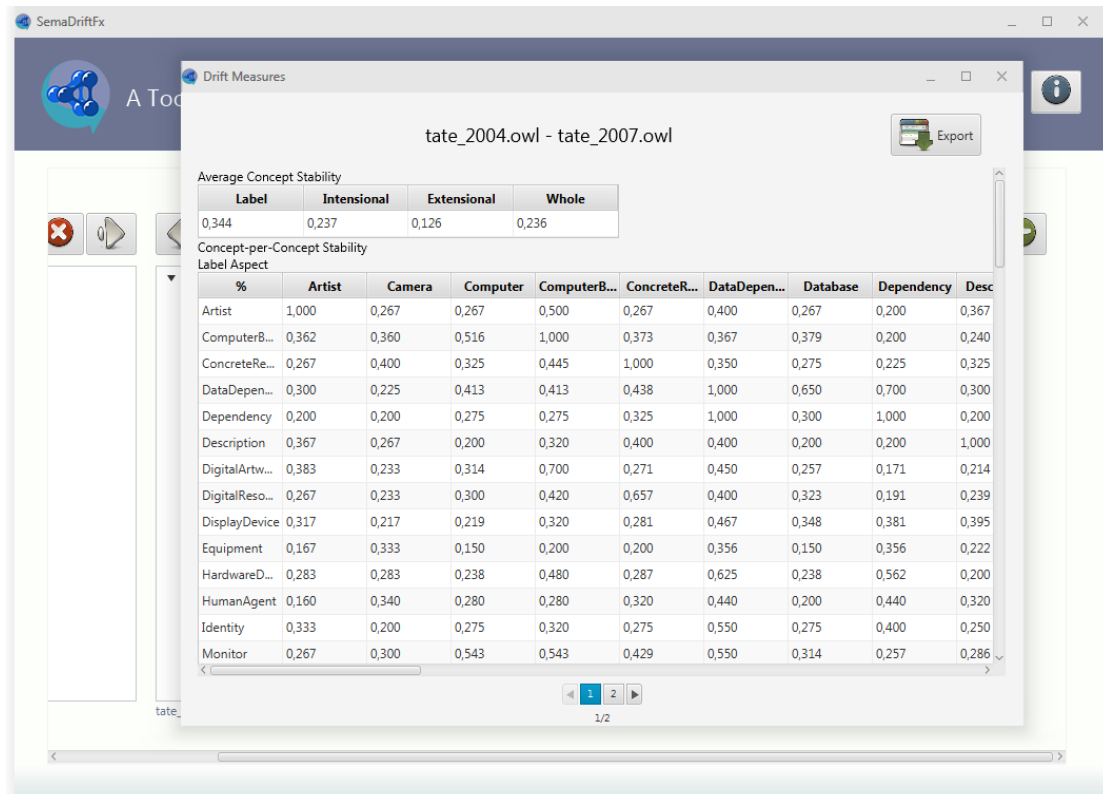 SemaDriftFx
A Too
Drift Measures
tate_2004.owl - tate_2007.owl
Export
Average Concept Stability
Label Intensional Extensional Whole
0,344 0,237 0,126 0,236
Concept-per-Concept Stability
Label Aspect
% Artist Camera Computer ComputerB... ConcreteR... DataDepen... Database Dependency Desc
Artist 1,000 0,267 0,267 0,500 0,267 0,400 0,267 0,200 0,367
ComputerB... 0,362 0,360 0,516 1,000 0,373 0,367 0,379 0,200 0,240
ConcreteRe... 0,267 0,400 0,325 0,445 1,000 0,350 0,275 0,225 0,325
DataDepen... 0,300 0,225 0,413 0,413 0,438 1,000 0,650 0,700 0,300
Dependency 0,200 0,200 0,275 0,275 0,325 1,000 0,300 1,000 0,200
Description 0,367 0,267 0,200 0,320 0,400 0,400 0,200 0,200 1,000
DigitalArtw... 0,383 0,233 0,314 0,700 0,271 0,450 0,257 0,171 0,214
DigitalReso... 0,267 0,233 0,300 0,420 0,657 0,400 0,323 0,191 0,239
DisplayDevice 0,317 0,217 0,219 0,320 0,281 0,467 0,348 0,381 0,395
Equipment 0,167 0,333 0,150 0,200 0,200 0,356 0,150 0,356 0,222
HardwareD... 0,283 0,283 0,238 0,480 0,287 0,625 0,238 0,562 0,200
HumanAgent 0,160 0,340 0,280 0,280 0,320 0,440 0,200 0,440 0,320
Identity 0,333 0,200 0,275 0,320 0,275 0,550 0,275 0,400 0,250
Monitor 0,267 0,300 0,543 0,543 0,429 0,550 0,314 0,257 0,286
1 2
1/2
tate_